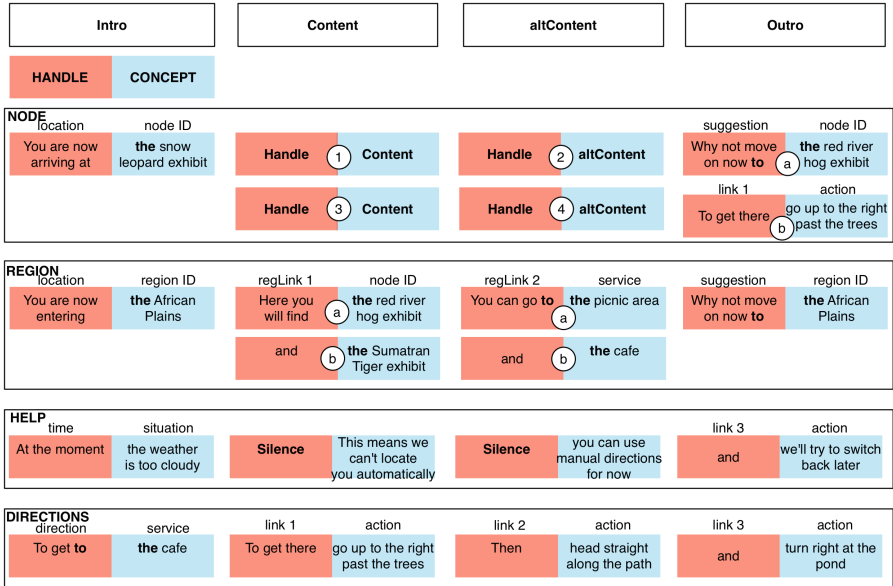 Intro
Content
altContent
Outro
HANDLE CONCEPT
NODE
location node ID
You are now
arriving at
the snow
leopard exhibit
Handle 1 Content
Handle 2 altContent
suggestion node ID
Why not move
on now to
a
the red river
hog exhibit
Handle 3 Content
Handle 4 altContent
link 1 action
To get there
b
go up to the right
past the trees
REGION
location region ID
You are now
entering
the African
Plains
regLink 1 node ID
Here you
will find
a
the red river
hog exhibit
and
b
the Sumatran
Tiger exhibit
regLink 2 service
You can go to
a
the picnic area
and
b
the cafe
suggestion region ID
Why not move
on now to
the African
Plains
HELP
time situation
At the moment
the weather
is too cloudy
Silence
This means we
can't locate
you automatically
Silence
you can use
manual directions
for now
link 3 action
and
we'll try to switch
back later
DIRECTIONS
direction service
To get to
the cafe
link 1 action
To get there
go up to the right
past the trees
link 2 action
Then
head straight
along the path
link 3 action
and
turn right at the
pond